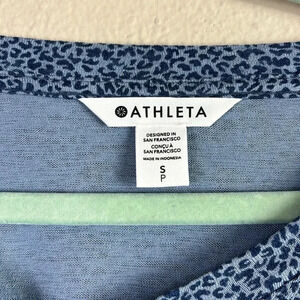 ATHLETA
DESIGNED IN
SAN FRANCISCO
CONÇU À
SAN FRANCISCO
MADE IN INDONESIA
S
P